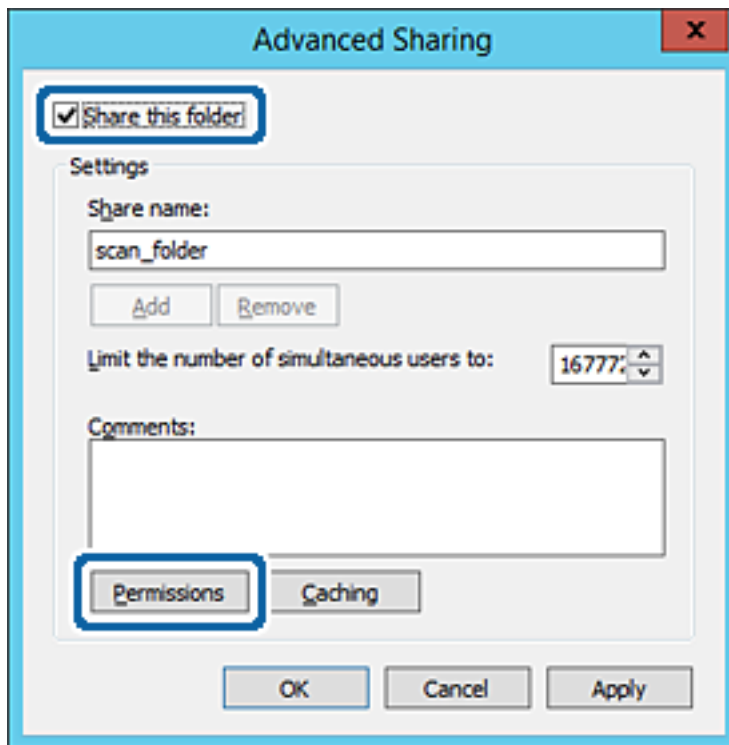 Advanced Sharing
x
Share this folder
Settings
Share name:
scan_folder
Add Remove
Limit the number of simultaneous users to:
Comments:
Permissions Caching
OK Cancel Apply